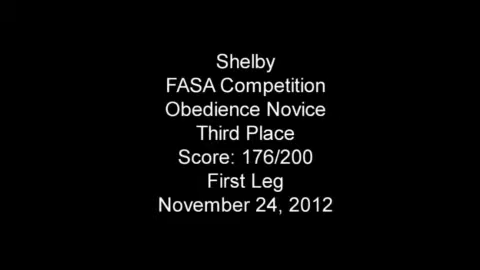 Shelby
FASA Competition
Obedience Novice
Third Place
Score: 176/200
First Leg
November 24, 2012